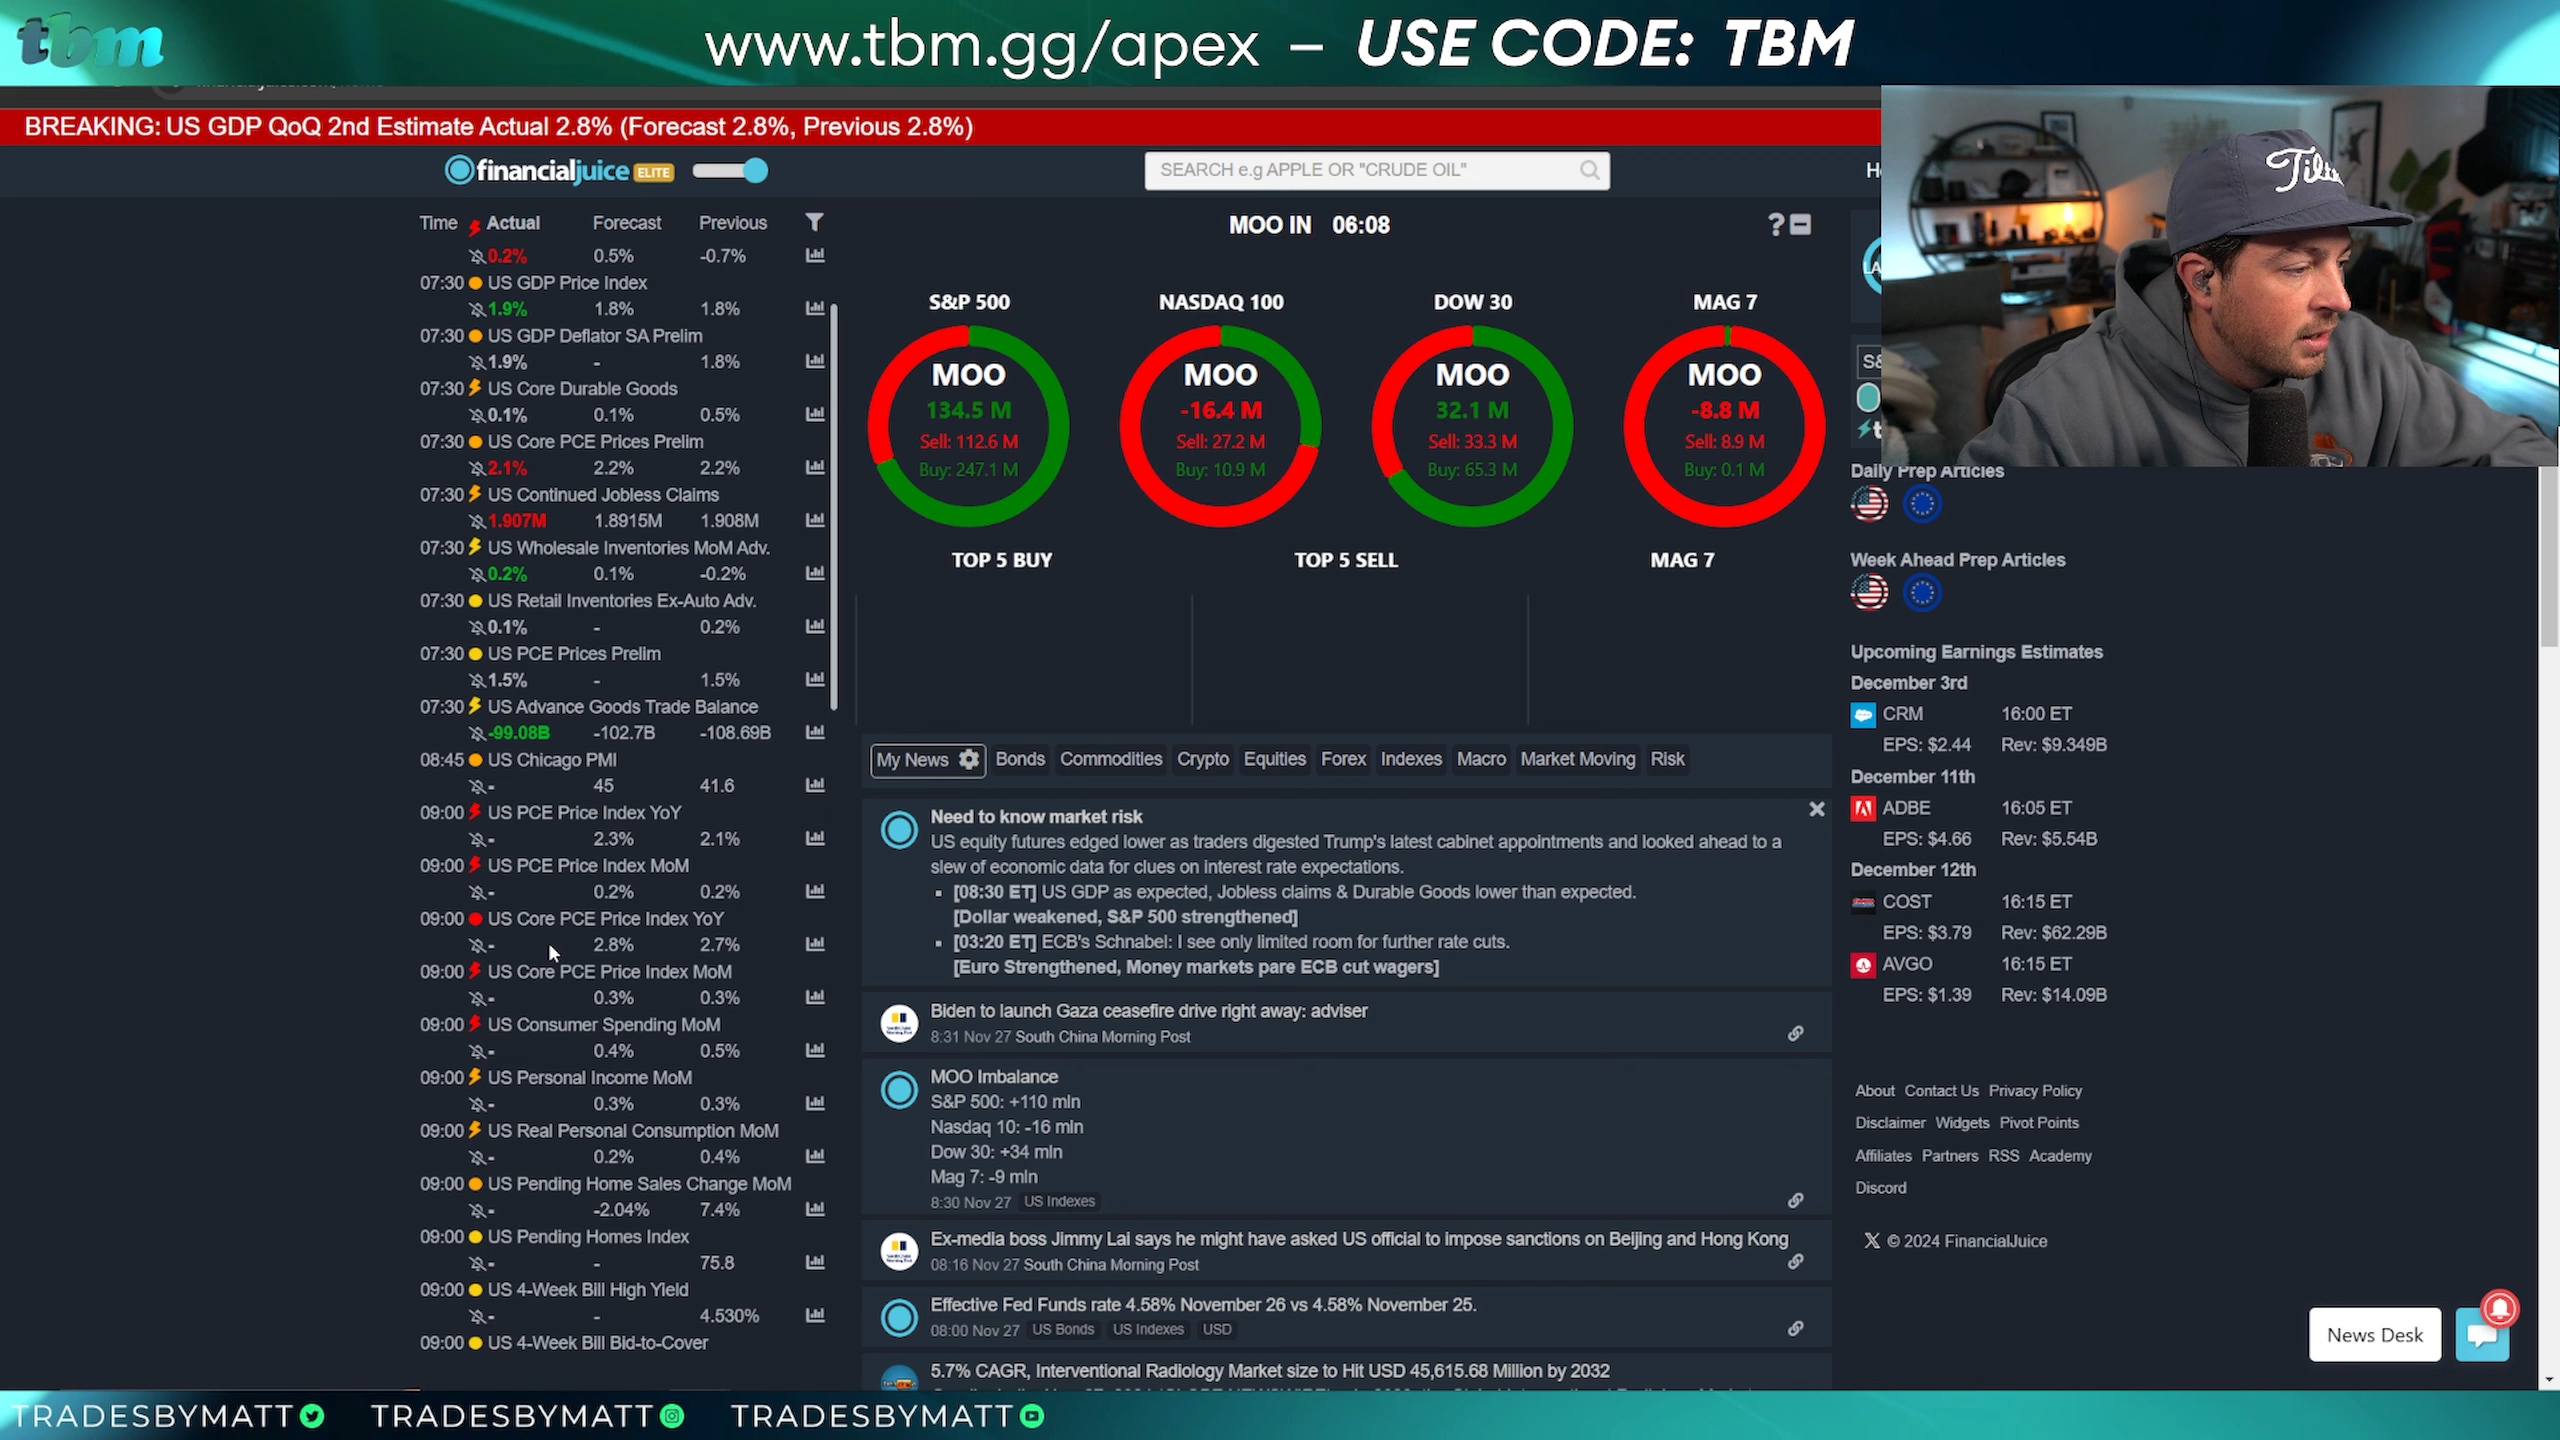 tbm
www.tbm.gg/apex – USE CODE: TBM
BREAKING: US GDP QoQ 2nd Estimate Actual 2.8% (Forecast 2.8%, Previous 2.8%)
financialjuice ELITE
SEARCH e.g APPLE OR "CRUDE OIL"
Time Actual Forecast Previous
0.2% 0.5% -0.7%
07:30 US GDP Price Index
1.9% 1.8% 1.8%
07:30 US GDP Deflator SA Prelim
1.9% - 1.8%
07:30 US Core Durable Goods
0.1% 0.1% 0.5%
07:30 US Core PCE Prices Prelim
2.1% 2.2% 2.2%
07:30 US Continued Jobless Claims
1.907M 1.8915M 1.908M
07:30 US Wholesale Inventories MoM Adv.
0.2% 0.1% -0.2%
07:30 US Retail Inventories Ex-Auto Adv.
0.1% - 0.2%
07:30 US PCE Prices Prelim
1.5% - 1.5%
07:30 US Advance Goods Trade Balance
-99.08B -102.7B -108.69B
08:45 US Chicago PMI
- 45 41.6
09:00 US PCE Price Index YoY
- 2.3% 2.1%
09:00 US PCE Price Index MoM
- 0.2% 0.2%
09:00 US Core PCE Price Index YoY
- 2.8% 2.7%
09:00 US Core PCE Price Index MoM
- 0.3% 0.3%
09:00 US Consumer Spending MoM
- 0.4% 0.5%
09:00 US Personal Income MoM
- 0.3% 0.3%
09:00 US Real Personal Consumption MoM
- 0.2% 0.4%
09:00 US Pending Home Sales Change MoM
- -2.04% 7.4%
09:00 US Pending Homes Index
- - 75.8
09:00 US 4-Week Bill High Yield
- - 4.530%
09:00 US 4-Week Bill Bid-to-Cover
MOO IN 06:08
?
S&P 500 NASDAQ 100 DOW 30 MAG 7
MOO MOO MOO MOO
134.5 M -16.4 M 32.1 M -8.8 M
Sell: 112.6 M Sell: 27.2 M Sell: 33.3 M Sell: 8.9 M
Buy: 247.1 M Buy: 10.9 M Buy: 65.3 M Buy: 0.1 M
TOP 5 BUY TOP 5 SELL MAG 7
My News Bonds Commodities Crypto Equities Forex Indexes Macro Market Moving Risk
Need to know market risk
US equity futures edged lower as traders digested Trump's latest cabinet appointments and looked ahead to a
slew of economic data for clues on interest rate expectations.
[08:30 ET] US GDP as expected, Jobless claims & Durable Goods lower than expected.
[Dollar weakened, S&P 500 strengthened]
[03:20 ET] ECB's Schnabel: I see only limited room for further rate cuts.
[Euro Strengthened, Money markets pare ECB cut wagers]
Biden to launch Gaza ceasefire drive right away: adviser
8:31 Nov 27 South China Morning Post
MOO Imbalance
S&P 500: +110 mln
Nasdaq 10: -16 mln
Dow 30: +34 mln
Mag 7: -9 mln
8:30 Nov 27 US Indexes
Ex-media boss Jimmy Lai says he might have asked US official to impose sanctions on Beijing and Hong Kong
08:16 Nov 27 South China Morning Post
Effective Fed Funds rate 4.58% November 26 vs 4.58% November 25.
08:00 Nov 27 US Bonds US Indexes USD
5.7% CAGR, Interventional Radiology Market size to Hit USD 45,615.68 Million by 2032
Daily Prep Articles
Week Ahead Prep Articles
Upcoming Earnings Estimates
December 3rd
CRM 16:00 ET
EPS: $2.44 Rev: $9.349B
December 11th
ADBE 16:05 ET
EPS: $4.66 Rev: $5.54B
December 12th
COST 16:15 ET
EPS: $3.79 Rev: $62.29B
AVGO 16:15 ET
EPS: $1.39 Rev: $14.09B
About Contact Us Privacy Policy
Disclaimer Widgets Pivot Points
Affiliates Partners RSS Academy
Discord
X © 2024 FinancialJuice
News Desk
TRADESBYMATT TRADESBYMATT TRADESBYMATT